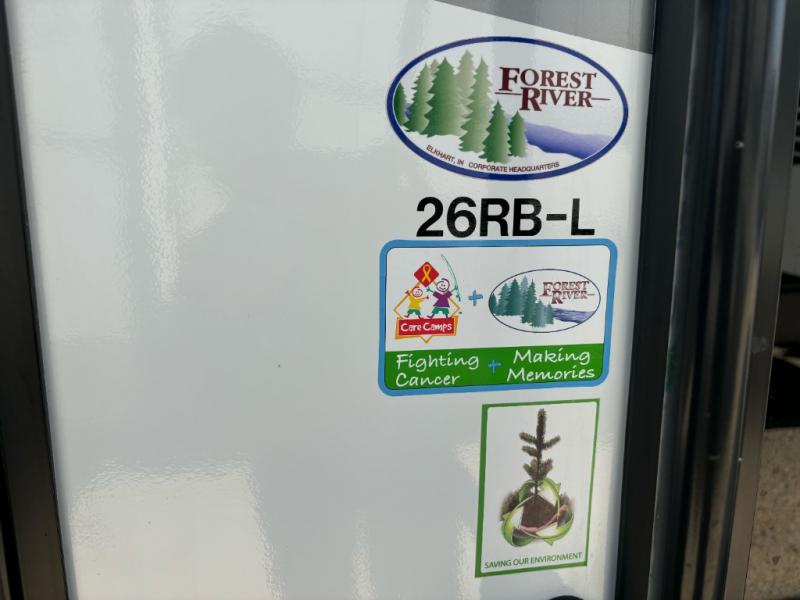 FOREST
RIVER
ELKHART, IN CORPORATE HEADQUARTERS
26RB-L
Care Camps
+
FOREST
RIVER
Fighting
Cancer
+
Making
Memories
SAVING OUR ENVIRONMENT